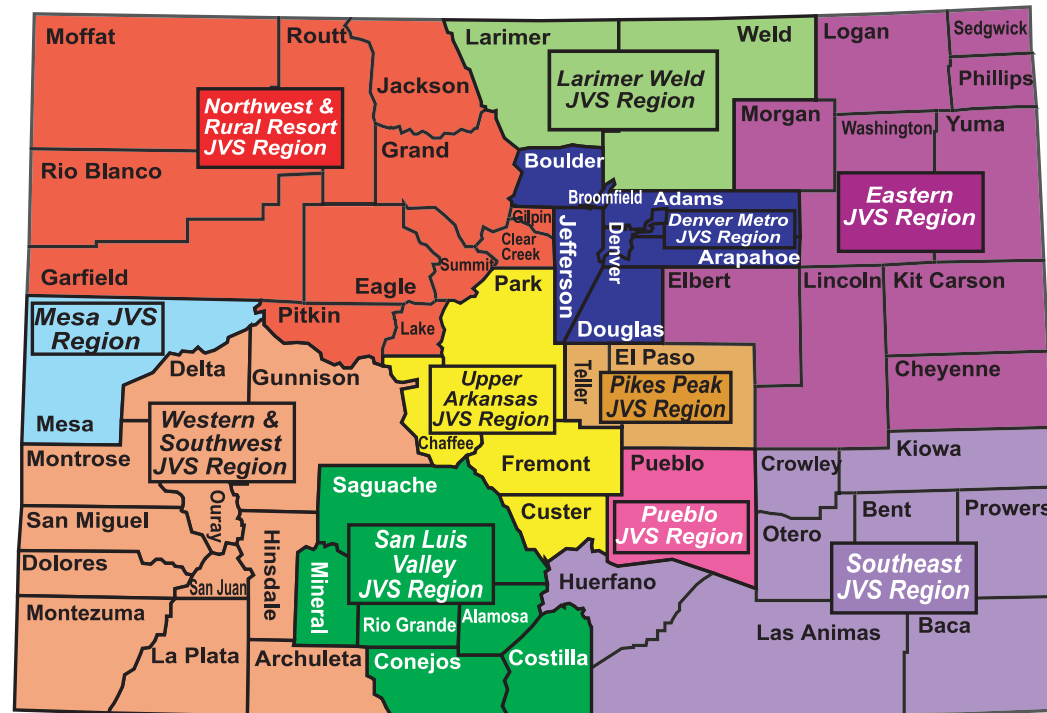 Moffat
Routt
Larimer
Weld
Logan
Sedgwick
Phillips
Jackson
Larimer Weld
JVS Region
Northwest &
Rural Resort
JVS Region
Morgan
Washington
Yuma
Grand
Boulder
Rio Blanco
Broomfield
Adams
Eastern
JVS Region
Gilpin
Jefferson
Denver
Denver Metro
JVS Region
Clear
Creek
Arapahoe
Summit
Garfield
Eagle
Park
Elbert
Lincoln
Kit Carson
Mesa JVS
Region
Pitkin
Lake
Douglas
Delta
Gunnison
Teller
El Paso
Cheyenne
Upper
Arkansas
JVS Region
Pikes Peak
JVS Region
Mesa
Western &
Southwest
JVS Region
Chaffee
Kiowa
Montrose
Fremont
Pueblo
Crowley
Saguache
Ouray
Custer
Bent
Prowers
San Miguel
Pueblo
JVS Region
Otero
Hinsdale
San Luis
Valley
JVS Region
Dolores
Mineral
Huerfano
Southeast
JVS Region
San Juan
Montezuma
Rio Grande
Alamosa
Las Animas
Baca
La Plata
Archuleta
Conejos
Costilla